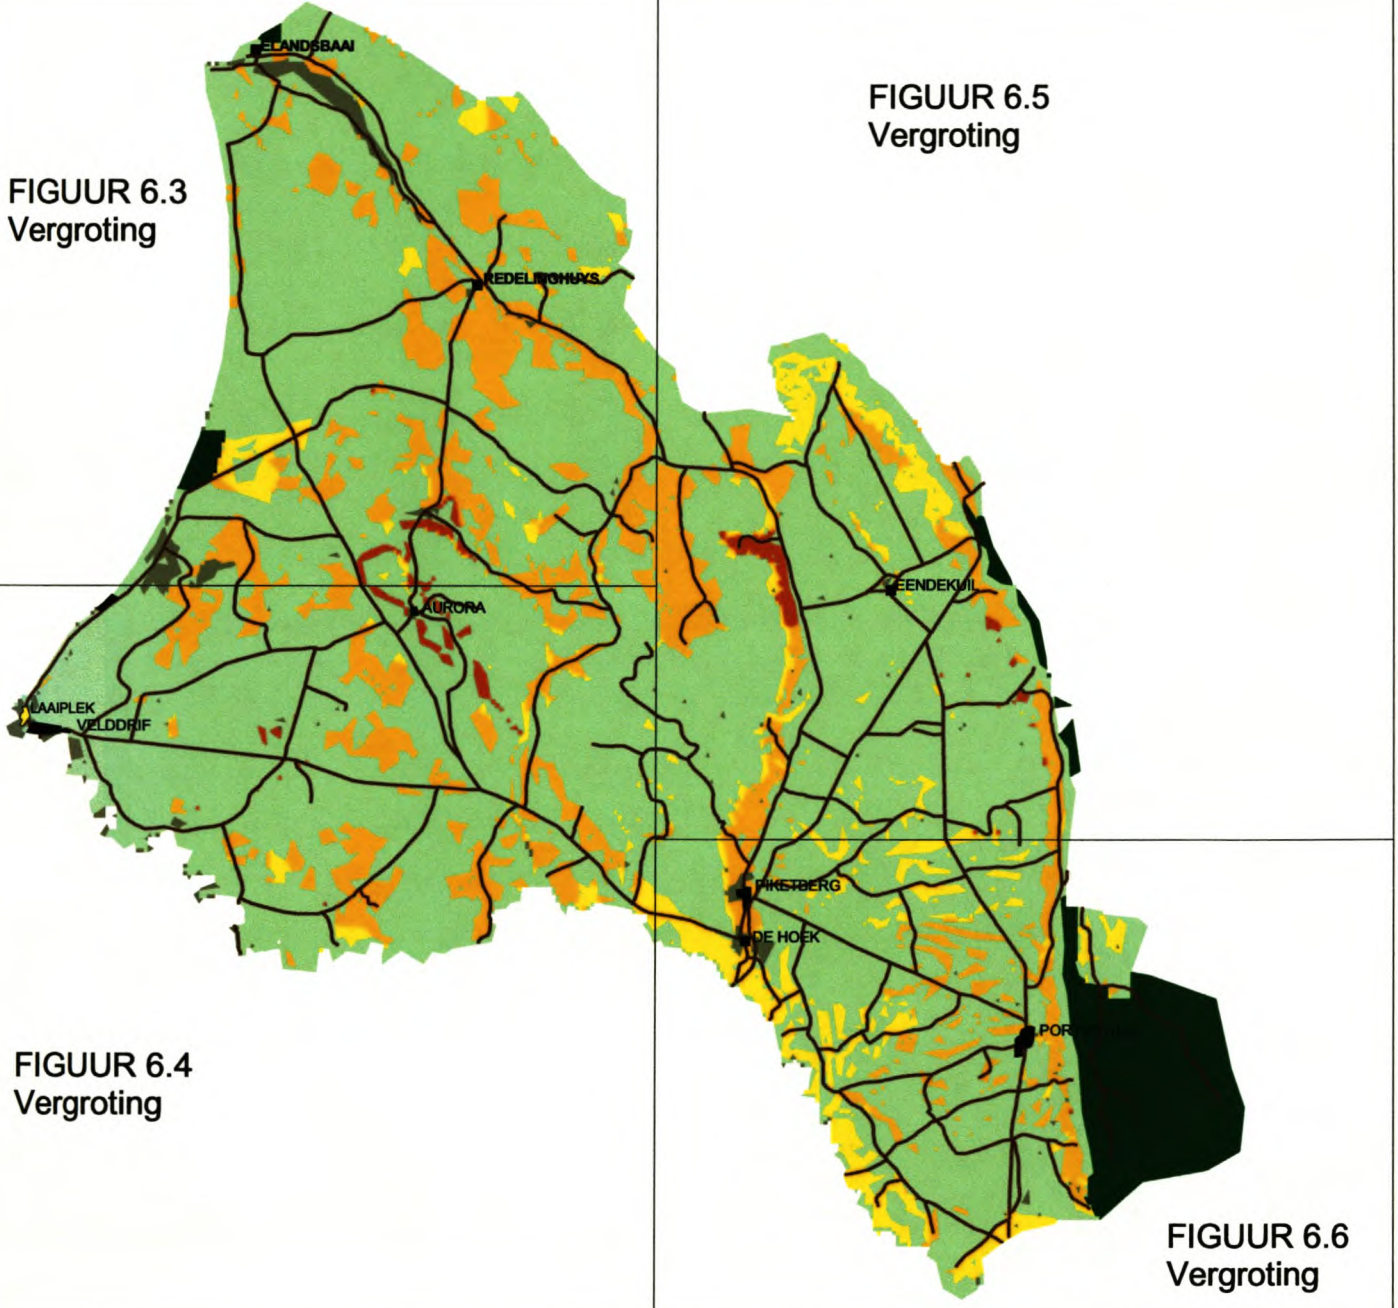 ELANDSBAAI
FIGUUR 6.5
Vergroting
FIGUUR 6.3
Vergroting
REDELINGHUYS
EENDEKUIL
AURORA
LAAIPLEK
VELDDRIF
PIKETBERG
DE HOEK
FIGUUR 6.4
Vergroting
FIGUUR 6.6
Vergroting